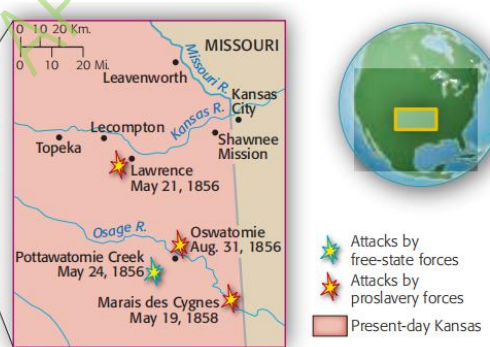 0 10 20 Km.
0 10 20 Mi.
MISSOURI
Missouri R.
Leavenworth
Kansas
City
Kansas R.
Lecompton
Topeka
Shawnee
Mission
Lawrence
May 21, 1856
Osage R.
Oswatomie
Aug. 31, 1856
Pottawatomie Creek
May 24, 1856
Marais des Cygnes
May 19, 1858
Attacks by
free-state forces
Attacks by
proslavery forces
Present-day Kansas